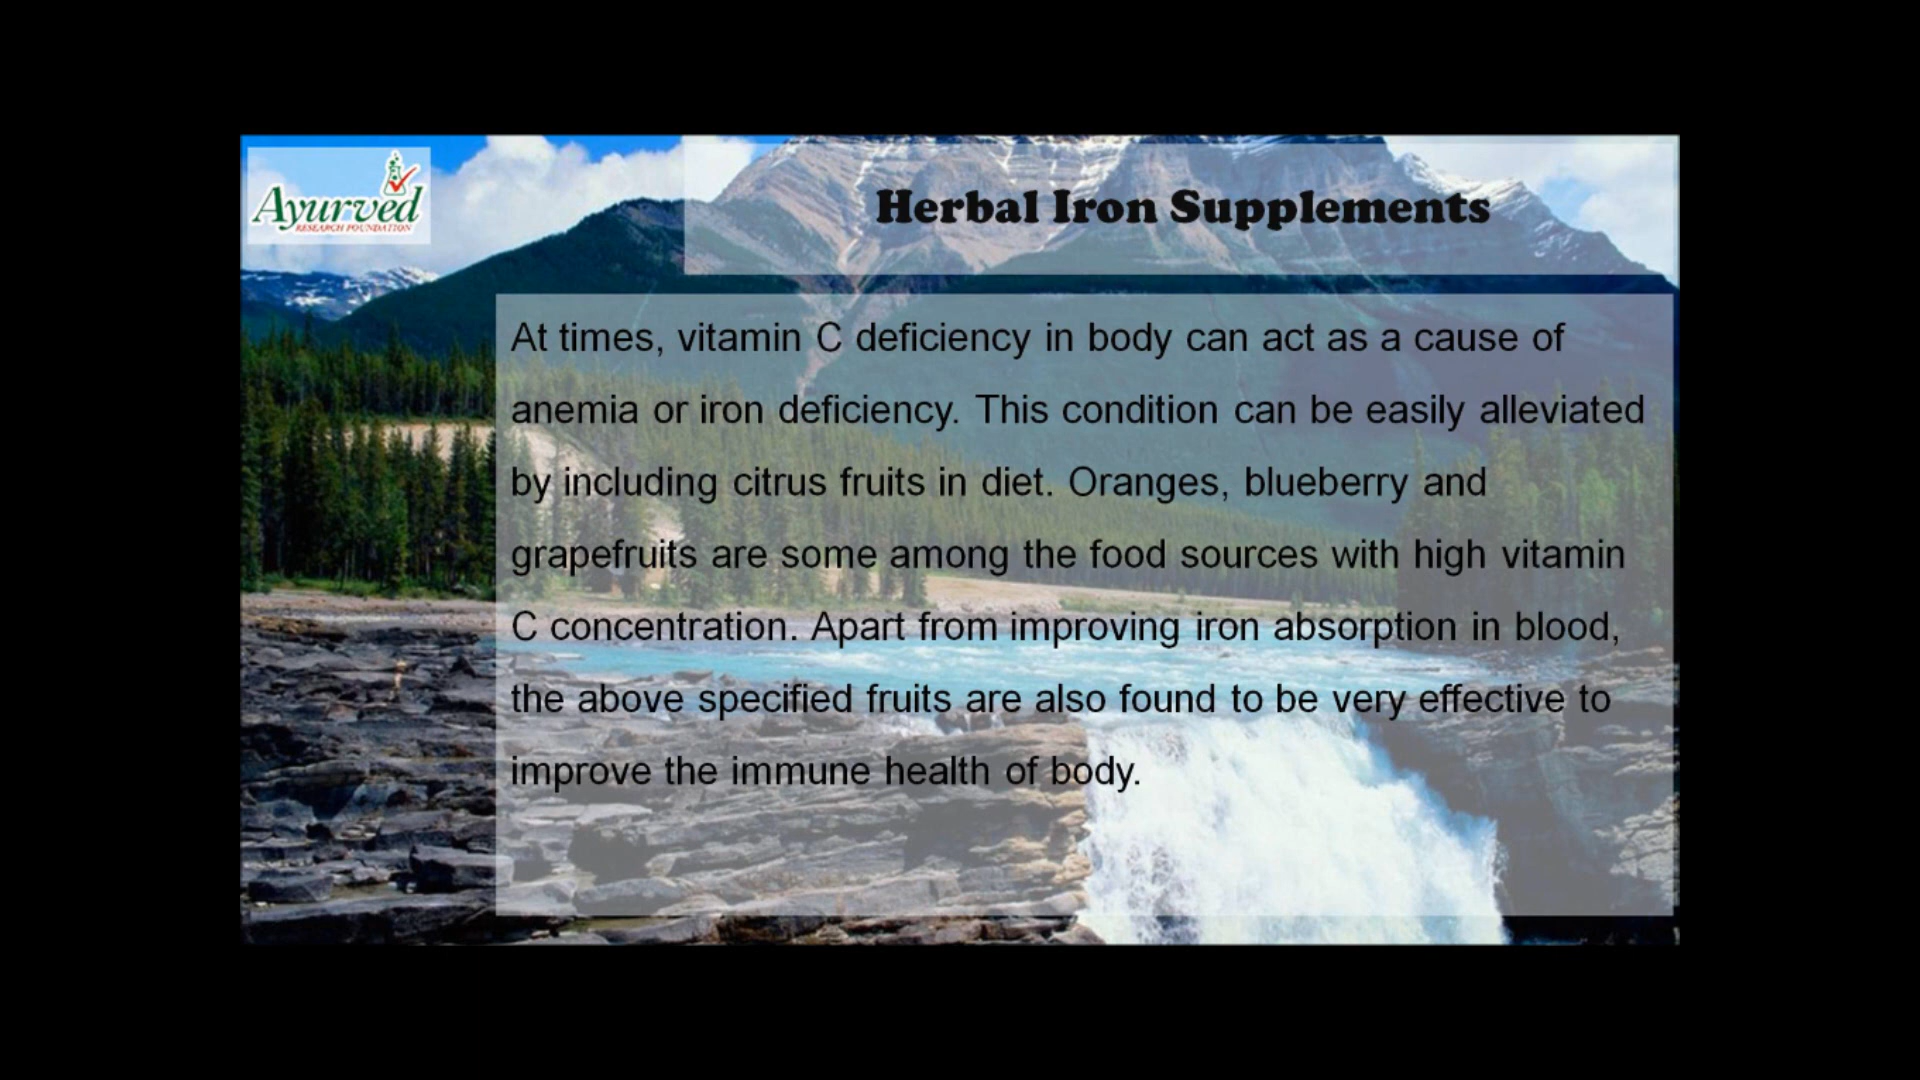 Ayurved
RESEARCH FOUNDATION
Herbal Iron Supplements
At times, vitamin C deficiency in body can act as a cause of
anemia or iron deficiency. This condition can be easily alleviated
by including citrus fruits in diet. Oranges, blueberry and
grapefruits are some among the food sources with high vitamin
C concentration. Apart from improving iron absorption in blood,
the above specified fruits are also found to be very effective to
improve the immune health of body.